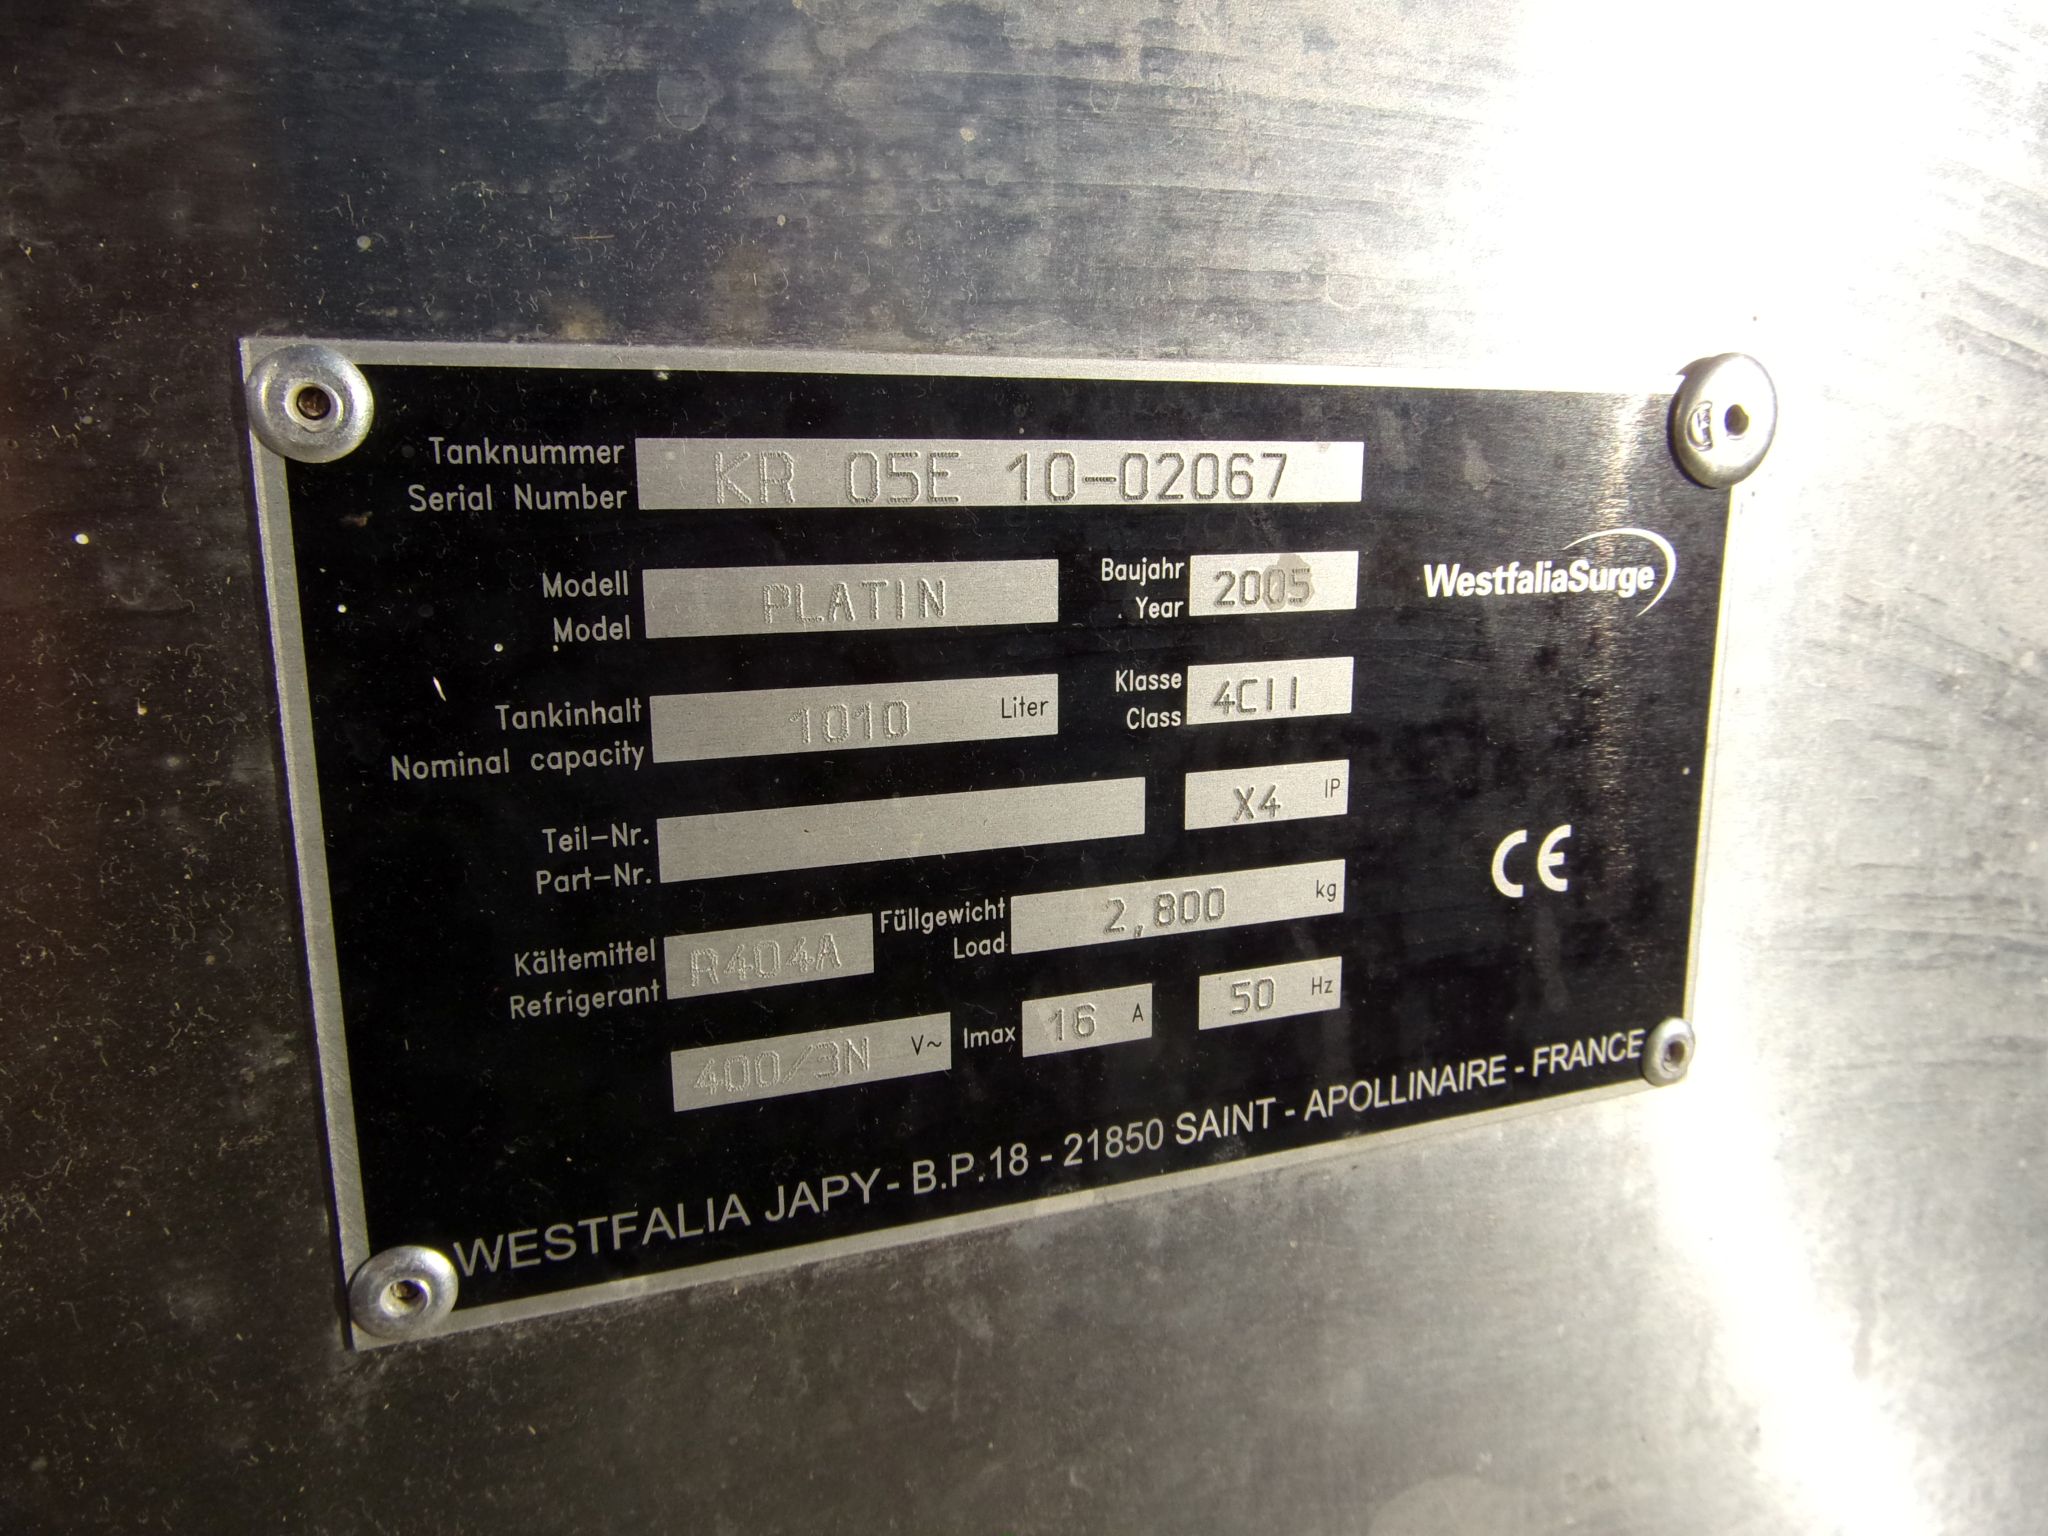 Tanknummer
Serial Number
KR 05E 10-02067
Modell
Model
PLATIN
Baujahr
Year
2005
WestfaliaSurge
Tankinhalt
Nominal capacity
1010 Liter
Klasse
Class
4CII
Teil-Nr.
Part-Nr.
X4 IP
CE
Kältemittel
Refrigerant
R404A
Füllgewicht
Load
2,800 kg
400/3N V~
Imax 16 A
50 Hz
WESTFALIA JAPY - B.P.18 - 21850 SAINT - APOLLINAIRE - FRANCE